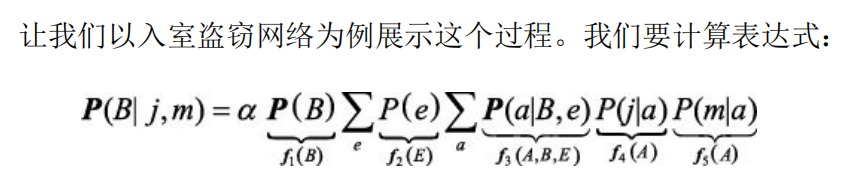 让我们以入室盗窃网络为例展示这个过程。我们要计算表达式：
P(B| j,m) = α P(B) ∑ P(e) ∑ P(a|B,e) P(j|a) P(m|a)
f₁(B) e f₂(E) a f₃(A,B,E) f₄(A) f₅(A)